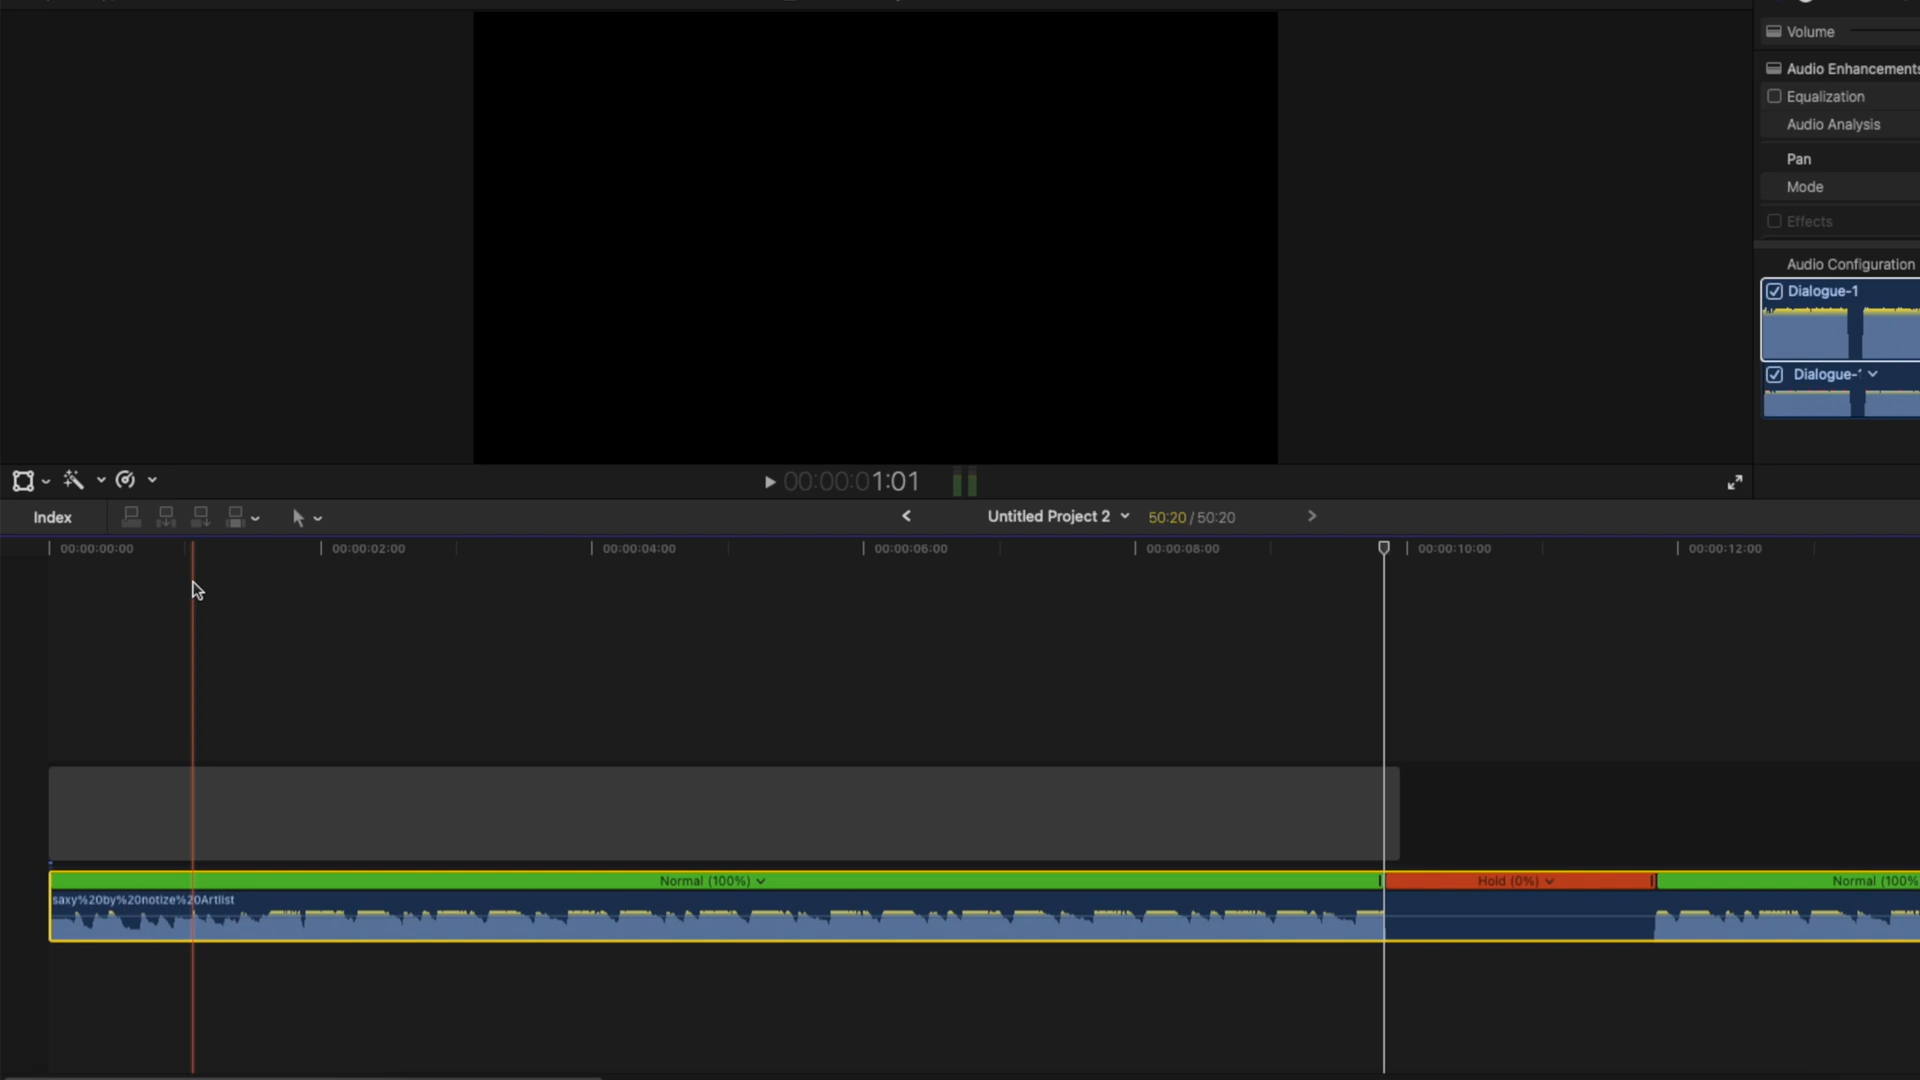 Volume
Audio Enhancements
Equalization
Audio Analysis
Pan
Mode
Effects
Audio Configuration
Dialogue-1
Dialogue-1
00:00:01:01
Index
Untitled Project 2
50:20 / 50:20
00:00:00:00
00:00:02:00
00:00:04:00
00:00:06:00
00:00:08:00
00:00:10:00
00:00:12:00
Normal (100%)
Hold (0%)
Normal (100%
saxy%20by%20notize%20Artlist